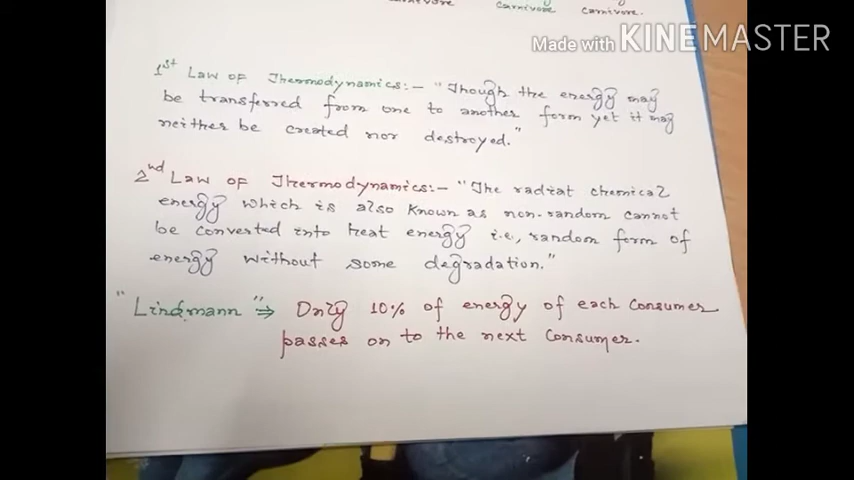 Carnivore Carnivore.
Made with KINEMASTER
1st Law of Thermodynamics:- "Though the energy may
be transferred from one to another form yet it may
neither be created nor destroyed."
2nd Law of Thermodynamics:- "The radiat chemical
energy which is also known as non-random cannot
be converted into heat energy i.e., random form of
energy without some degradation."
"Lindmann" ⇒ Only 10% of energy of each consumer
passes on to the next consumer.